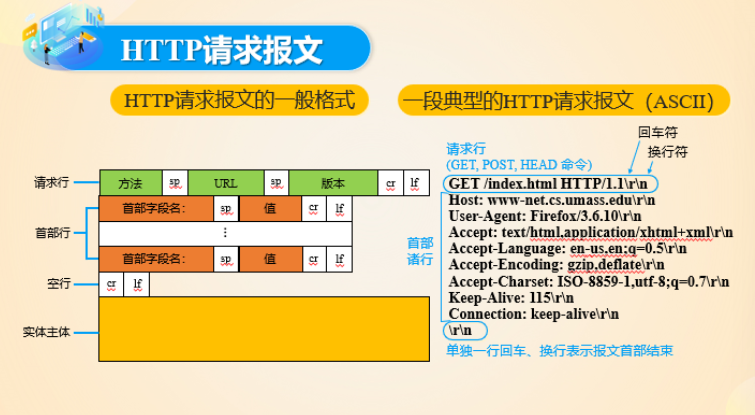 HTTP请求报文
HTTP请求报文的一般格式
一段典型的HTTP请求报文（ASCII）
请求行
方法 sp URL sp 版本 cr lf
首部行
首部字段名： sp 值 cr lf
⋮
首部字段名： sp 值 cr lf
空行
cr lf
实体主体
回车符
换行符
请求行
(GET, POST, HEAD 命令)
GET /index.html HTTP/1.1\r\n
Host: www-net.cs.umass.edu\r\n
User-Agent: Firefox/3.6.10\r\n
Accept: text/html,application/xhtml+xml\r\n
Accept-Language: en-us,en;q=0.5\r\n
Accept-Encoding: gzip,deflate\r\n
Accept-Charset: ISO-8859-1,utf-8;q=0.7\r\n
Keep-Alive: 115\r\n
Connection: keep-alive\r\n
\r\n
首部
诸行
单独一行回车、换行表示报文首部结束